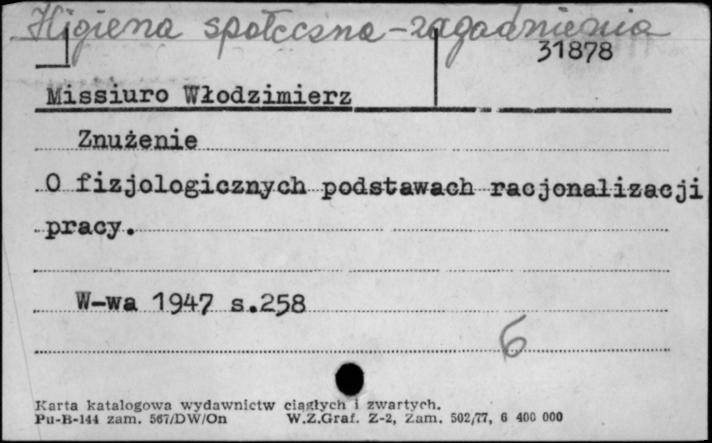 Higiena społeczna - zagadnienia
31878
Missiuro Włodzimierz
Znużenie
O fizjologicznych podstawach racjonalizacji
pracy.
W-wa 1947 s.258
6
Karta katalogowa wydawnictw ciągłych i zwartych.
Pu-B-144 zam. 567/DW/On W.Z.Graf. Z-2, Zam. 502/77, 6 400 000